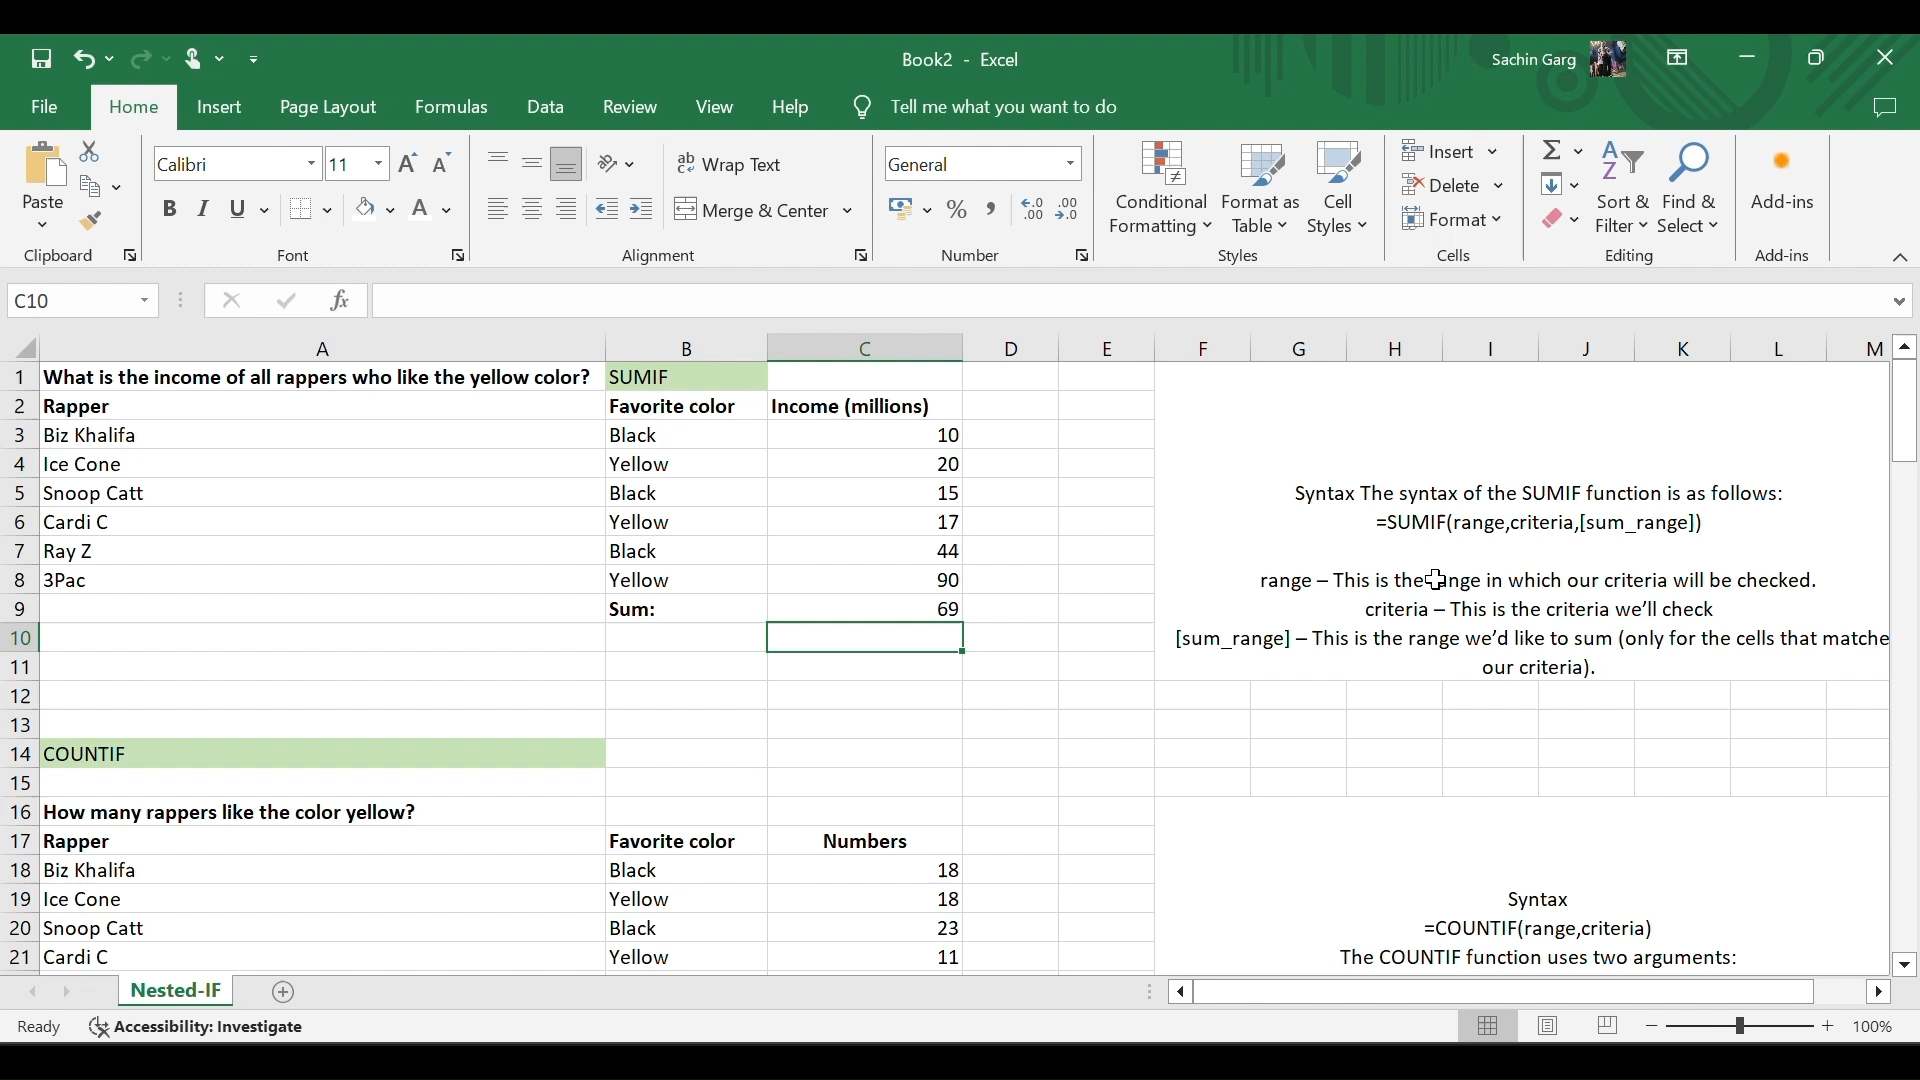 Book2 - Excel
Sachin Garg
File Home Insert Page Layout Formulas Data Review View Help Tell me what you want to do
Paste
Clipboard
Calibri 11
B I U A
Font
ab Wrap Text
Merge & Center
Alignment
General
% , .00 .0
Number
Conditional Formatting
Format as Table
Cell Styles
Styles
Insert
Delete
Format
Cells
Σ
Sort & Filter
Find & Select
Editing
Add-ins
Add-ins
C10 fx
A B C D E F G H I J K L M
1 What is the income of all rappers who like the yellow color? SUMIF
2 Rapper Favorite color Income (millions)
3 Biz Khalifa Black 10
4 Ice Cone Yellow 20
5 Snoop Catt Black 15
6 Cardi C Yellow 17
7 Ray Z Black 44
8 3Pac Yellow 90
9 Sum: 69
10
11
12
13
14 COUNTIF
15
16 How many rappers like the color yellow?
17 Rapper Favorite color Numbers
18 Biz Khalifa Black 18
19 Ice Cone Yellow 18
20 Snoop Catt Black 23
21 Cardi C Yellow 11
Syntax The syntax of the SUMIF function is as follows:
=SUMIF(range,criteria,[sum_range])
range – This is the range in which our criteria will be checked.
criteria – This is the criteria we’ll check
[sum_range] – This is the range we’d like to sum (only for the cells that matche
our criteria).
Syntax
=COUNTIF(range,criteria)
The COUNTIF function uses two arguments:
Nested-IF
Ready Accessibility: Investigate 100%